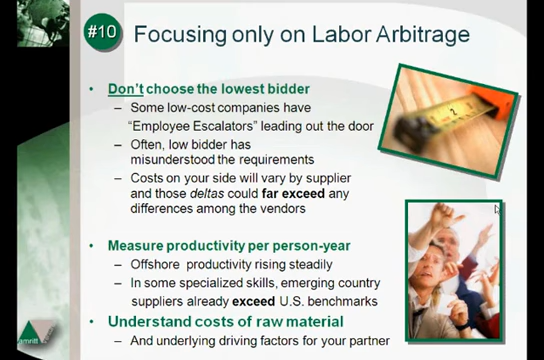 #10 Focusing only on Labor Arbitrage
• Don't choose the lowest bidder
– Some low-cost companies have
"Employee Escalators" leading out the door
– Often, low bidder has
misunderstood the requirements
– Costs on your side will vary by supplier
and those deltas could far exceed any
differences among the vendors
• Measure productivity per person-year
– Offshore productivity rising steadily
– In some specialized skills, emerging country
suppliers already exceed U.S. benchmarks
• Understand costs of raw material
– And underlying driving factors for your partner
amritt